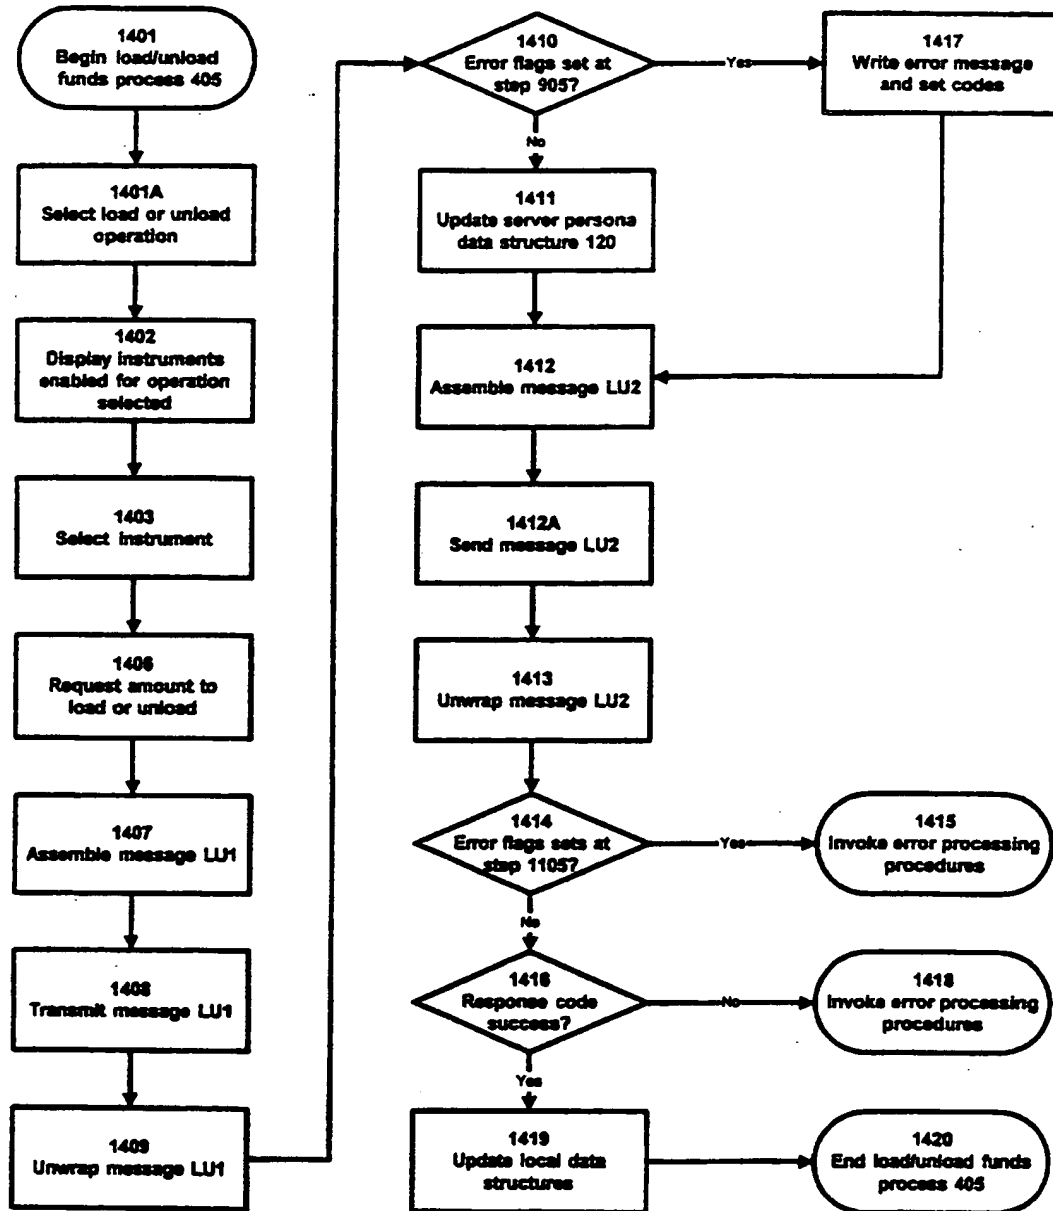 1401
Begin load/unload
funds process 405
1401A
Select load or unload
operation
1402
Display instruments
enabled for operation
selected
1403
Select instrument
1406
Request amount to
load or unload
1407
Assemble message LU1
1408
Transmit message LU1
1409
Unwrap message LU1
1410
Error flags set at
step 905?
Yes
No
1417
Write error message
and set codes
1411
Update server persona
data structure 120
1412
Assemble message LU2
1412A
Send message LU2
1413
Unwrap message LU2
1414
Error flags sets at
step 1105?
Yes
No
1415
Invoke error processing
procedures
1416
Response code
success?
No
Yes
1418
Invoke error processing
procedures
1419
Update local data
structures
1420
End load/unload funds
process 405